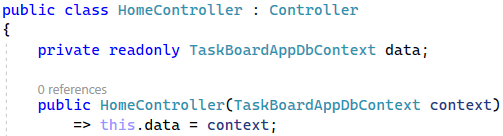 public class HomeController : Controller
{
    private readonly TaskBoardAppDbContext data;
    0 references
    public HomeController(TaskBoardAppDbContext context)
        => this.data = context;